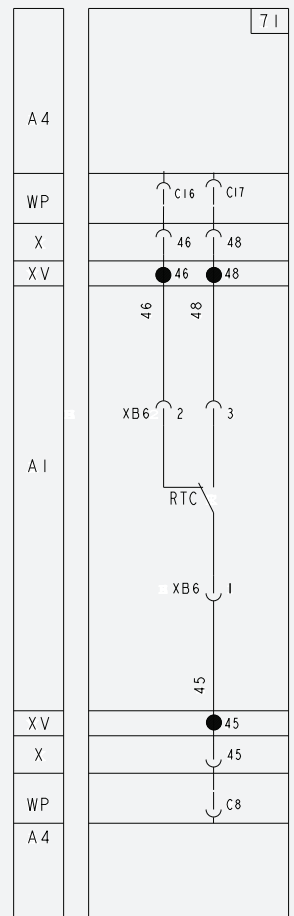 71
A4
WP C16 C17
X 46 48
XV 46 48
46 48
XB6 2 3
A1
RTC
XB6 1
45
XV 45
X 45
WP C8
A4